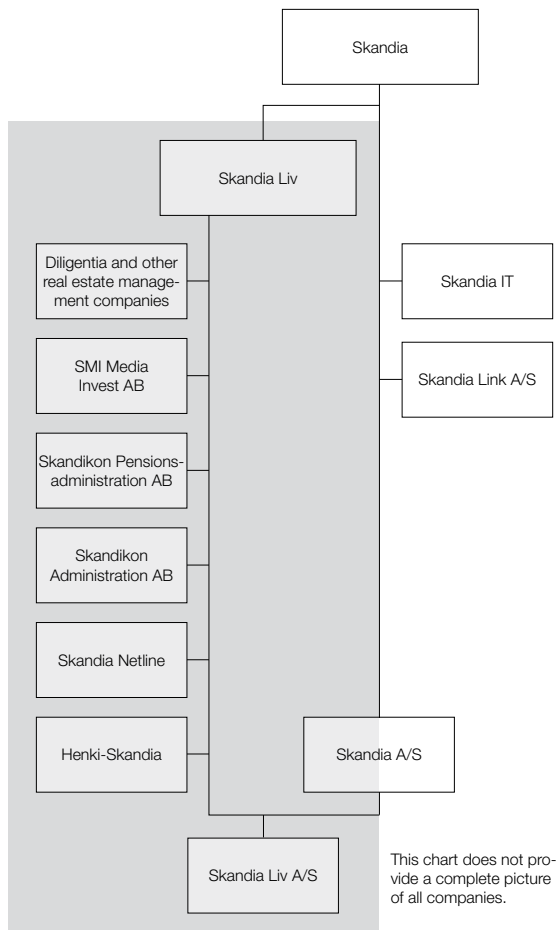 Skandia
Skandia Liv
Diligentia and other
real estate manage-
ment companies
Skandia IT
SMI Media
Invest AB
Skandia Link A/S
Skandikon Pensions-
administration AB
Skandikon
Administration AB
Skandia Netline
Henki-Skandia
Skandia A/S
Skandia Liv A/S
This chart does not pro-
vide a complete picture
of all companies.